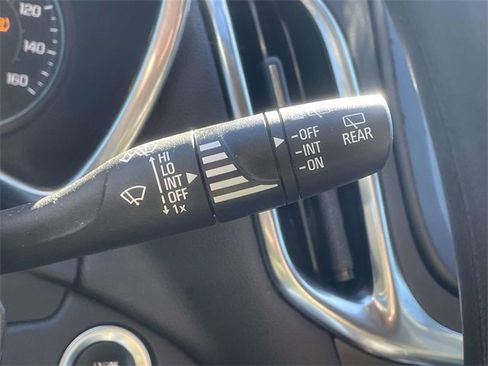 120
140
160
HI
LO
INT
OFF
1x
-OFF
-INT
-ON
REAR